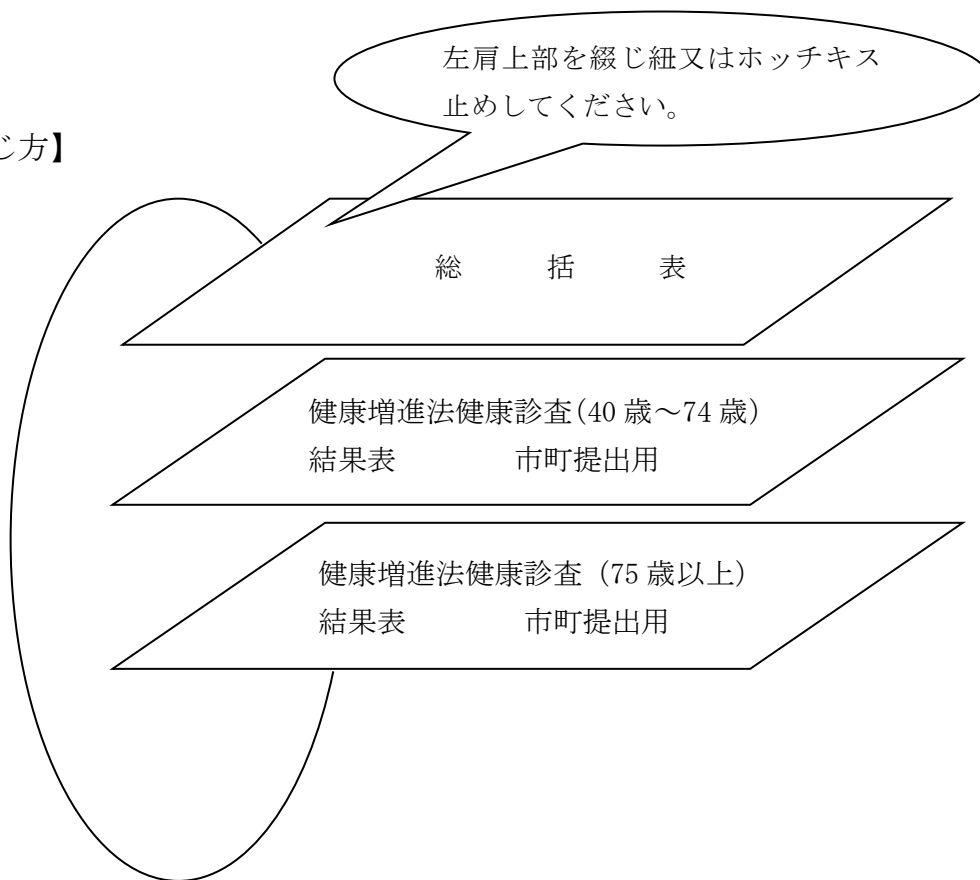 左肩上部を綴じ紐又はホッチキス
止めしてください。
じ方】
総　括　表
健康増進法健康診査(40 歳～74 歳)
結果表　市町提出用
健康増進法健康診査 (75 歳以上)
結果表　市町提出用